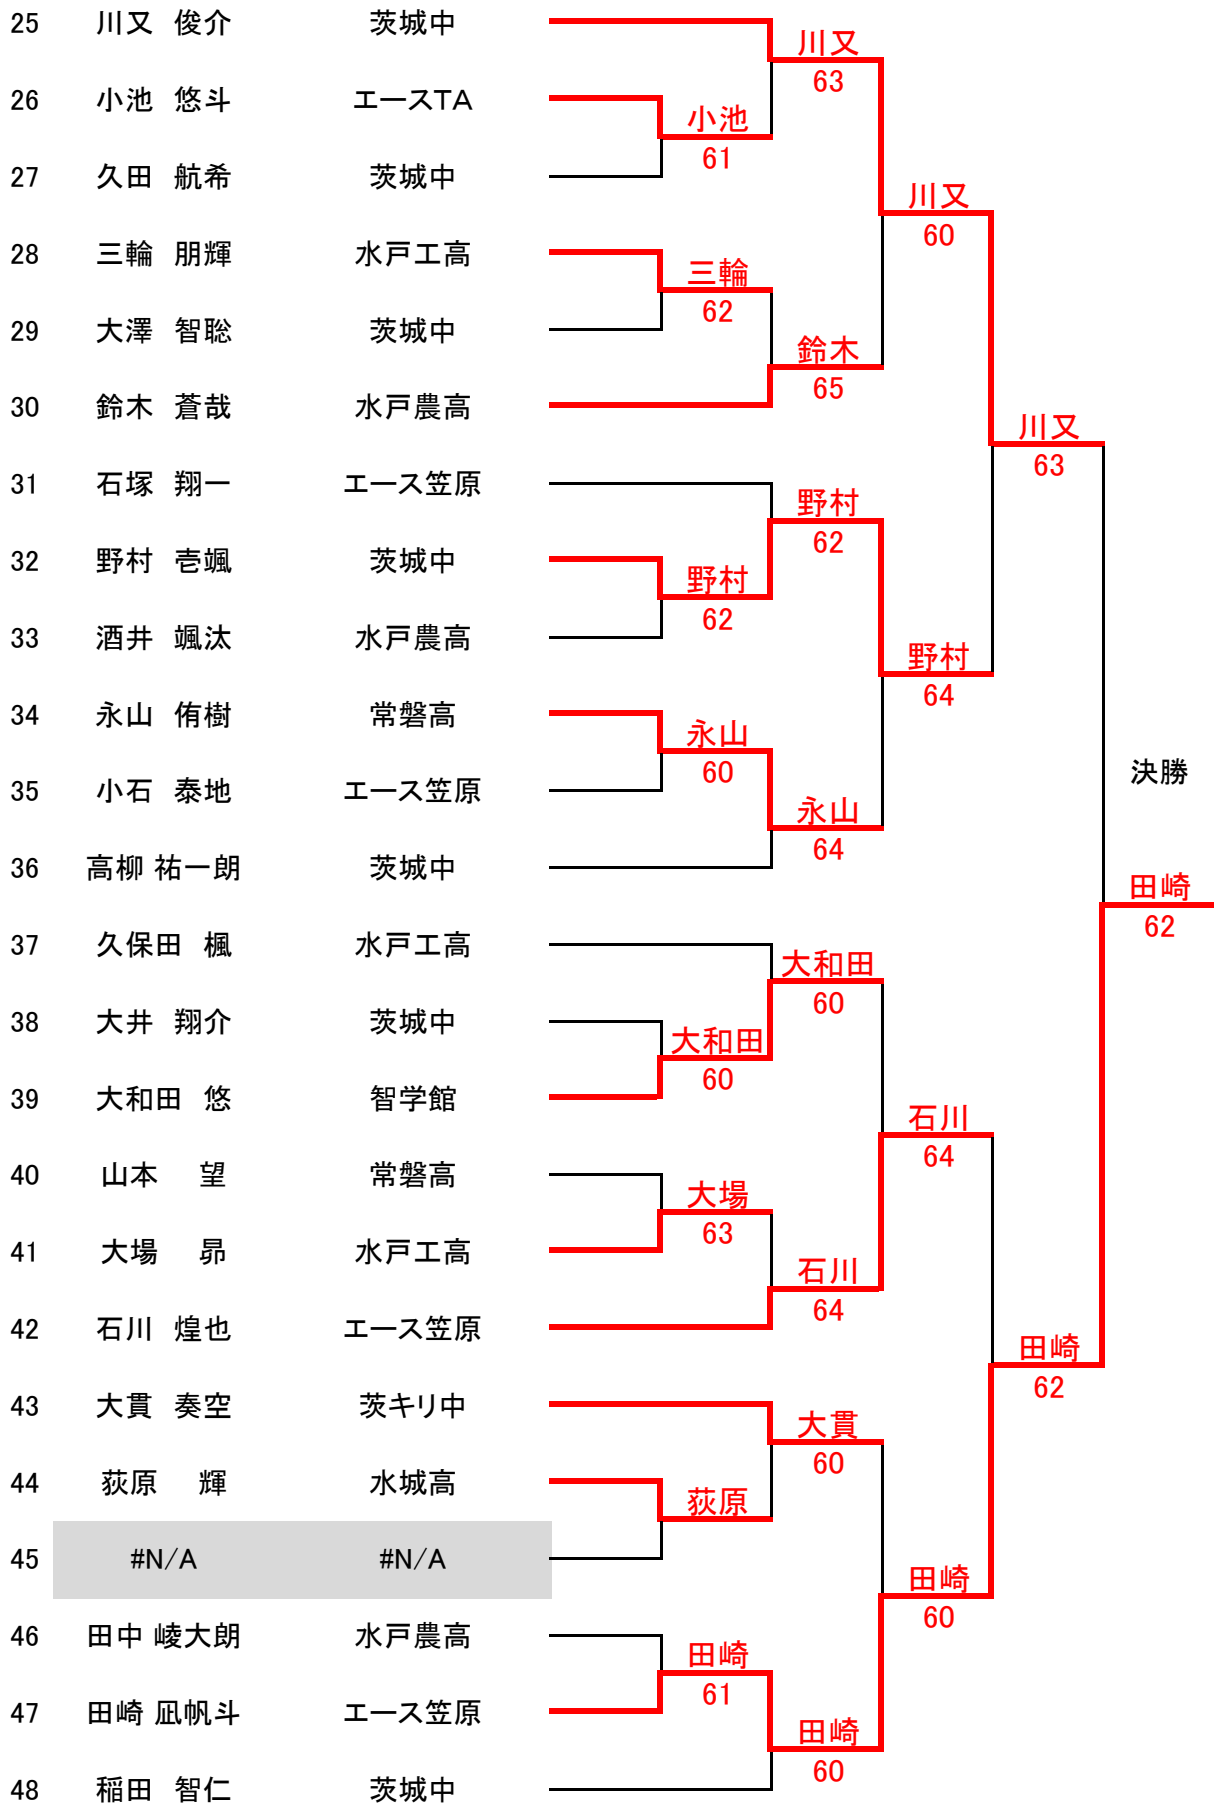 25 川又 俊介 茨城中
川又
63
26 小池 悠斗 エースTA
小池
61
27 久田 航希 茨城中
川又
60
28 三輪 朋輝 水戸工高
三輪
62
29 大澤 智聡 茨城中
鈴木
65
30 鈴木 蒼哉 水戸農高
川又
63
31 石塚 翔一 エース笠原
野村
62
32 野村 壱颯 茨城中
野村
62
33 酒井 颯汰 水戸農高
野村
64
34 永山 侑樹 常磐高
永山
60
決勝
35 小石 泰地 エース笠原
永山
64
36 高柳 祐一朗 茨城中
田崎
62
37 久保田 楓 水戸工高
大和田
60
38 大井 翔介 茨城中
大和田
60
39 大和田 悠 智学館
石川
64
40 山本 望 常磐高
大場
63
41 大場 昴 水戸工高
石川
64
42 石川 煌也 エース笠原
田崎
62
43 大貫 奏空 茨キリ中
大貫
60
44 荻原 輝 水城高
荻原
45 #N/A #N/A
田崎
60
46 田中 崚大朗 水戸農高
田崎
61
47 田崎 凪帆斗 エース笠原
田崎
60
48 稲田 智仁 茨城中